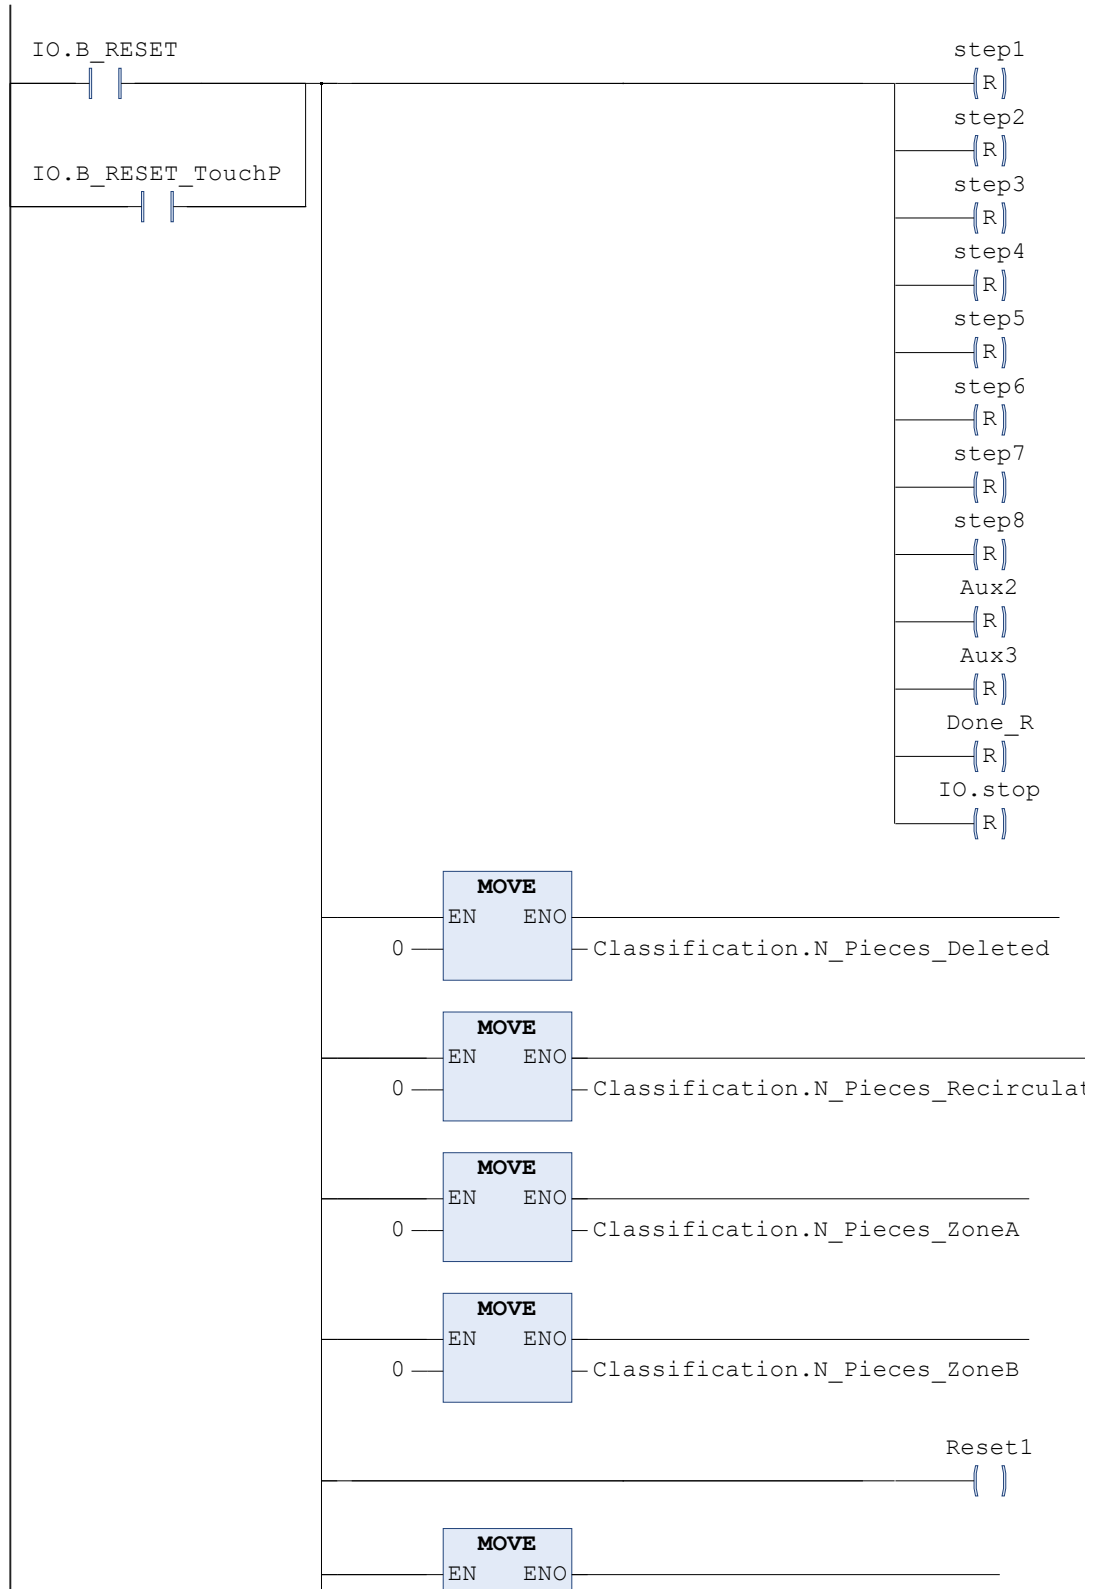 IO.B_RESET
step1
(R)
step2
(R)
IO.B_RESET_TouchP
step3
(R)
step4
(R)
step5
(R)
step6
(R)
step7
(R)
step8
(R)
Aux2
(R)
Aux3
(R)
Done_R
(R)
IO.stop
(R)
MOVE
EN ENO
0 Classification.N_Pieces_Deleted
MOVE
EN ENO
0 Classification.N_Pieces_Recirculat
MOVE
EN ENO
0 Classification.N_Pieces_ZoneA
MOVE
EN ENO
0 Classification.N_Pieces_ZoneB
Reset1
( )
MOVE
EN ENO